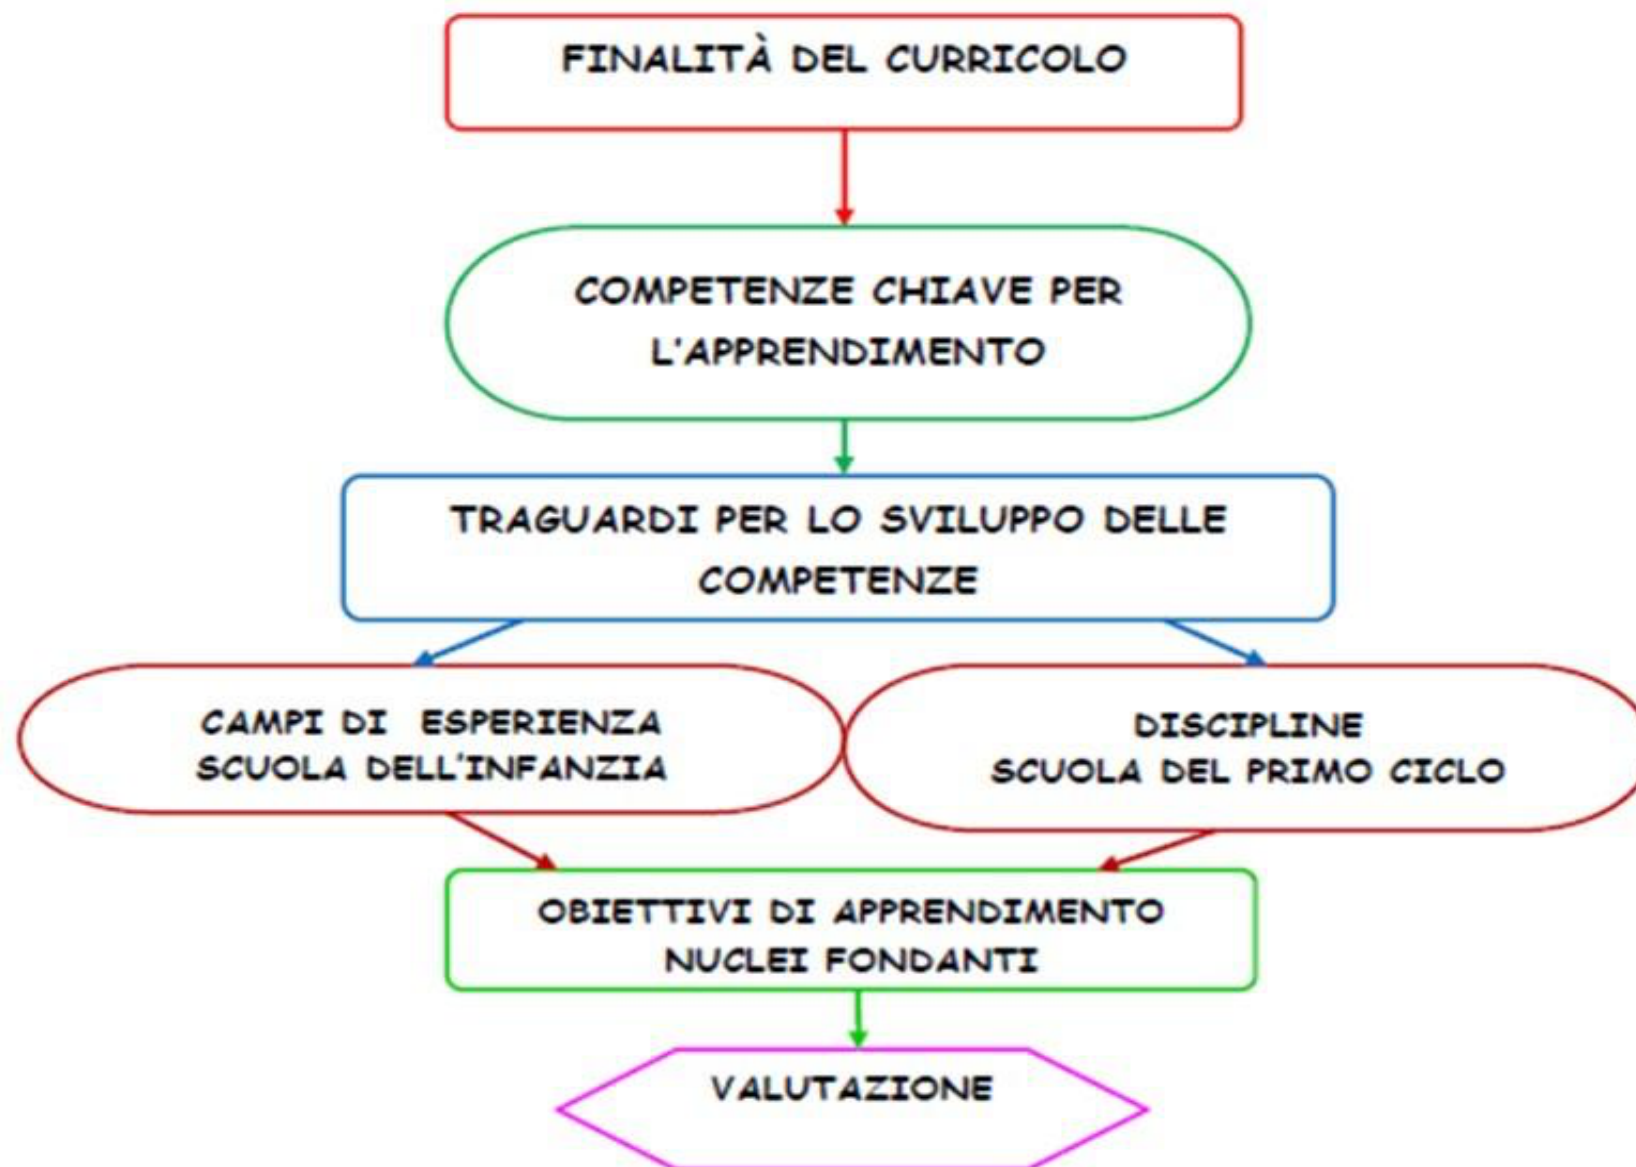 FINALITÀ DEL CURRICOLO
COMPETENZE CHIAVE PER
L'APPRENDIMENTO
TRAGUARDI PER LO SVILUPPO DELLE
COMPETENZE
CAMPI DI ESPERIENZA
SCUOLA DELL'INFANZIA
DISCIPLINE
SCUOLA DEL PRIMO CICLO
OBIETTIVI DI APPRENDIMENTO
NUCLEI FONDANTI
VALUTAZIONE